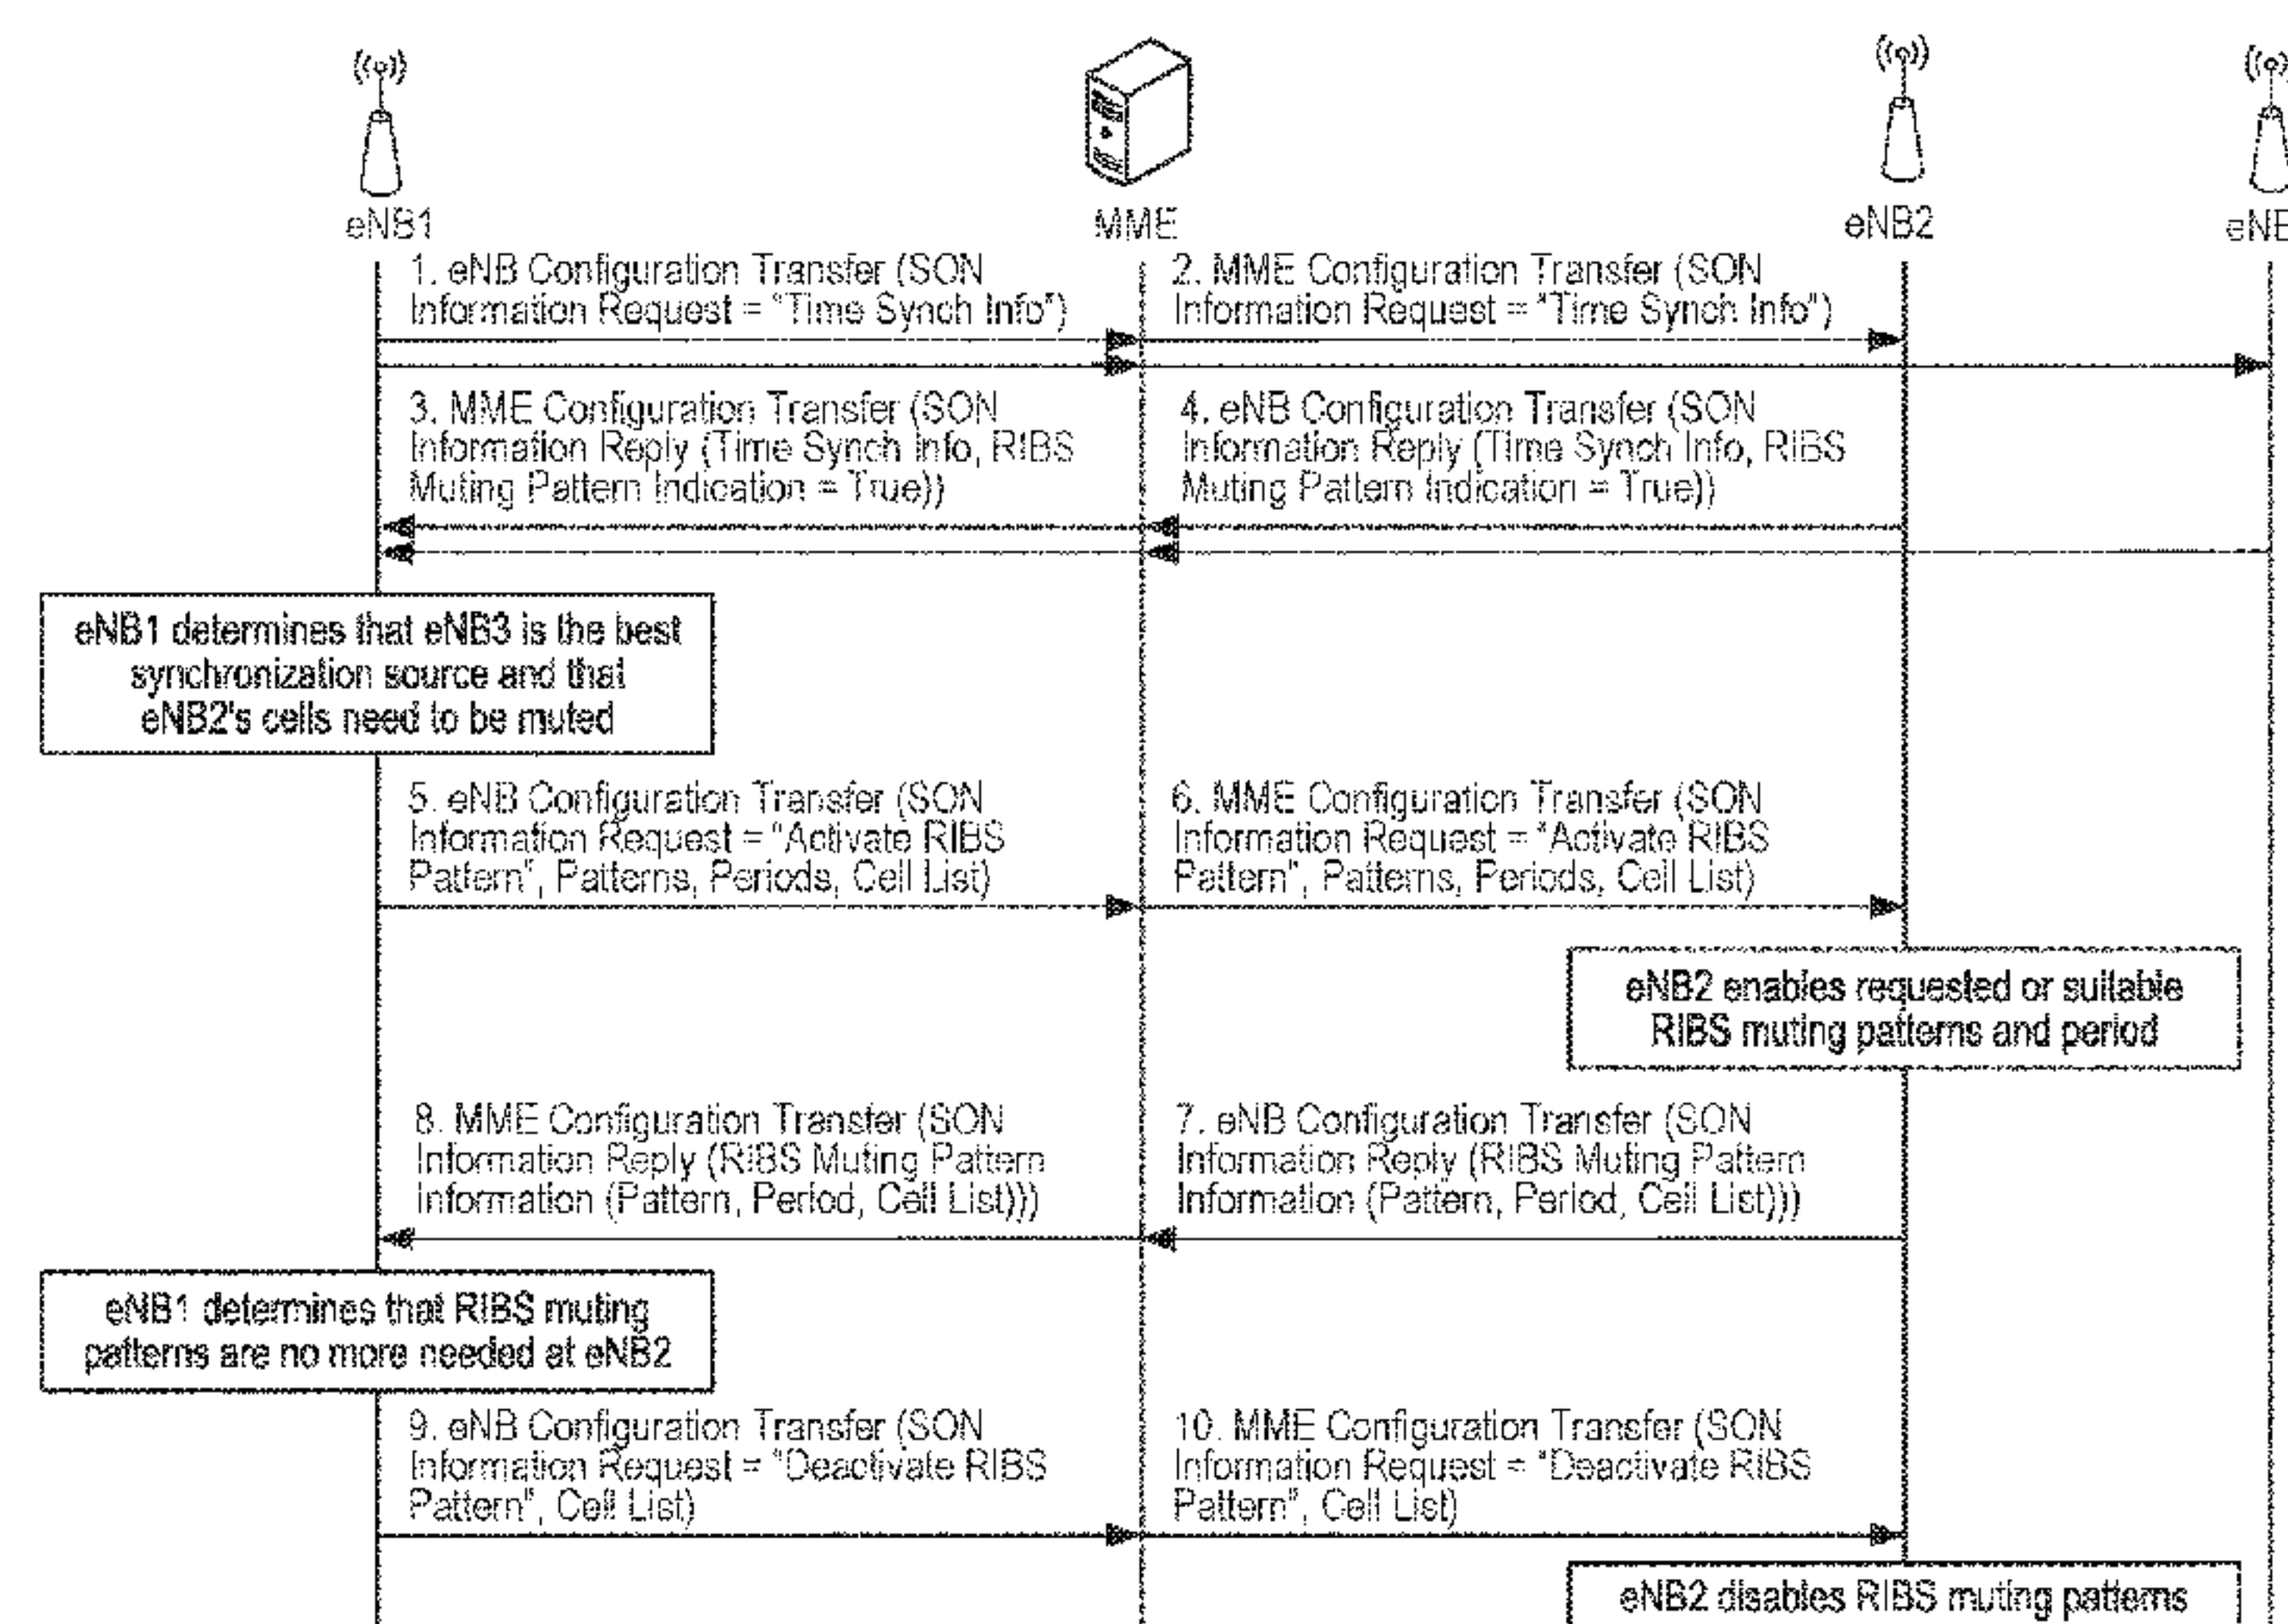 eNB1
MME
eNB2
eNB
1. eNB Configuration Transfer (SON
Information Request = "Time Synch Info")
2. MME Configuration Transfer (SON
Information Request = "Time Synch Info")
3. MME Configuration Transfer (SON
Information Reply (Time Synch Info, RIBS
Muting Pattern Indication = True))
4. eNB Configuration Transfer (SON
Information Reply (Time Synch Info, RIBS
Muting Pattern Indication = True))
eNB1 determines that eNB3 is the best
synchronization source and that
eNB2's cells need to be muted
5. eNB Configuration Transfer (SON
Information Request = "Activate RIBS
Pattern", Patterns, Periods, Cell List)
6. MME Configuration Transfer (SON
Information Request = "Activate RIBS
Pattern", Patterns, Periods, Cell List)
eNB2 enables requested or suitable
RIBS muting patterns and period
8. MME Configuration Transfer (SON
Information Reply (RIBS Muting Pattern
Information (Pattern, Period, Cell List)))
7. eNB Configuration Transfer (SON
Information Reply (RIBS Muting Pattern
Information (Pattern, Period, Cell List)))
eNB1 determines that RIBS muting
patterns are no more needed at eNB2
9. eNB Configuration Transfer (SON
Information Request = "Deactivate RIBS
Pattern", Cell List)
10. MME Configuration Transfer (SON
Information Request = "Deactivate RIBS
Pattern", Cell List)
eNB2 disables RIBS muting patterns